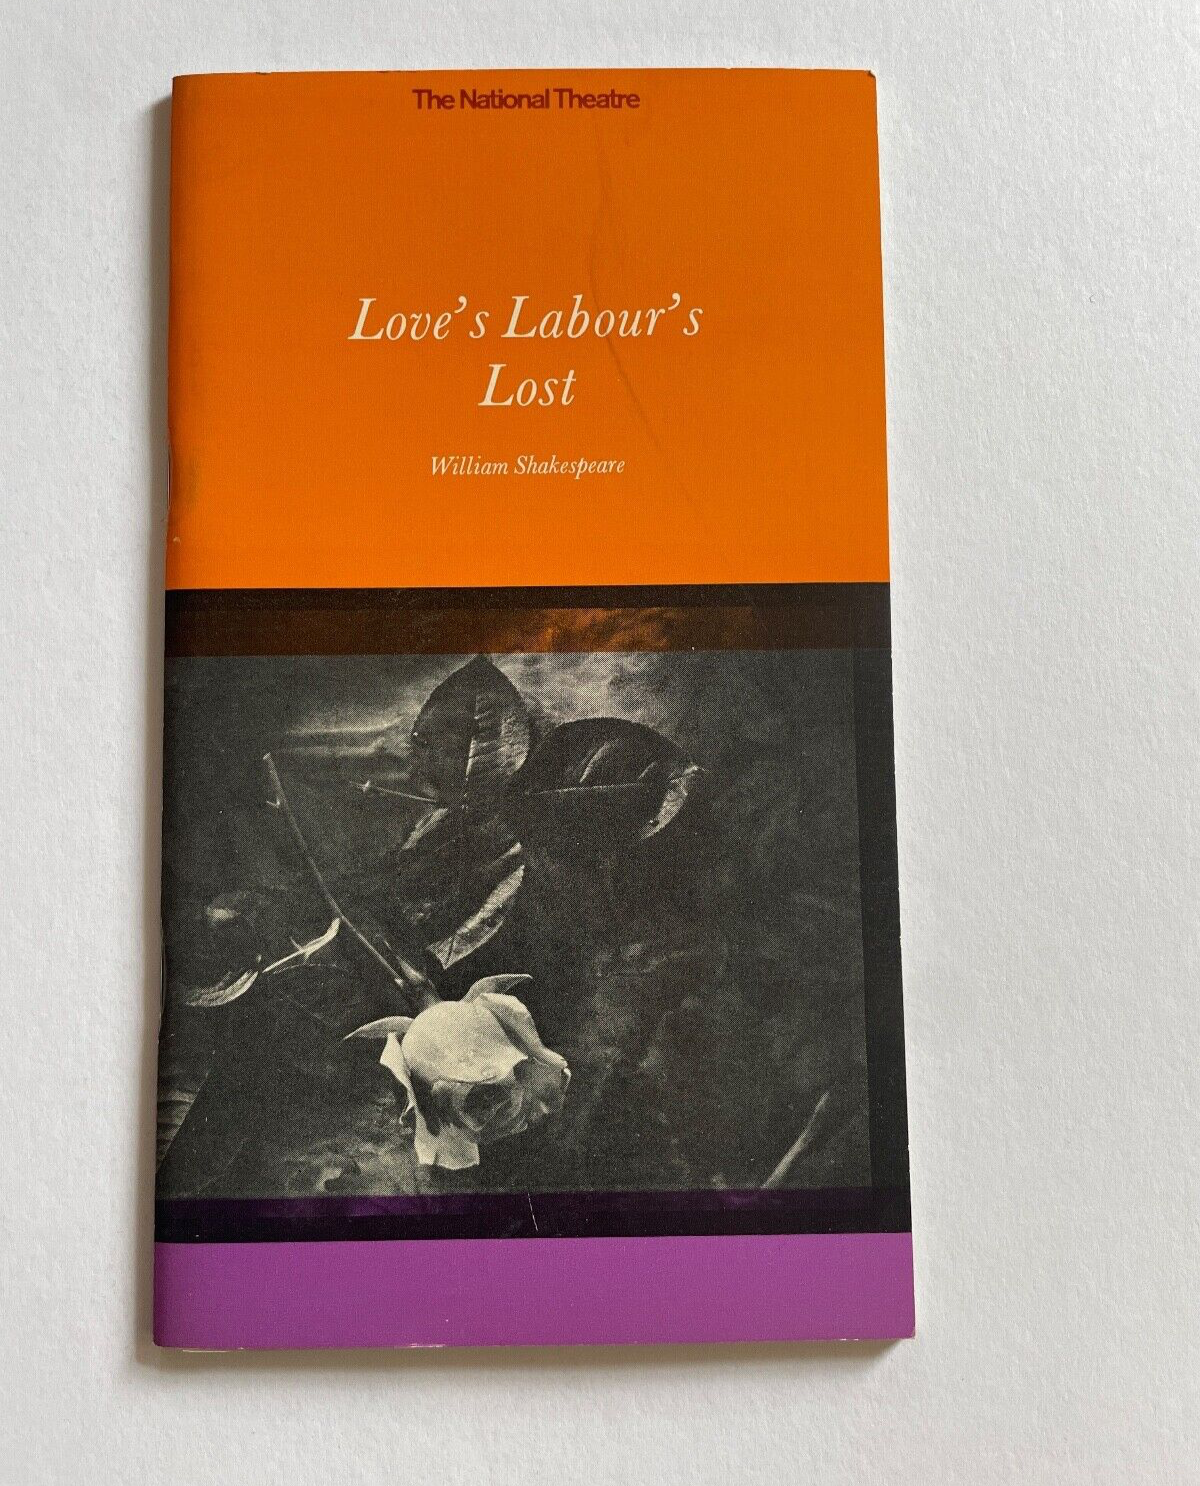 The National Theatre
Love's Labour's
Lost
William Shakespeare